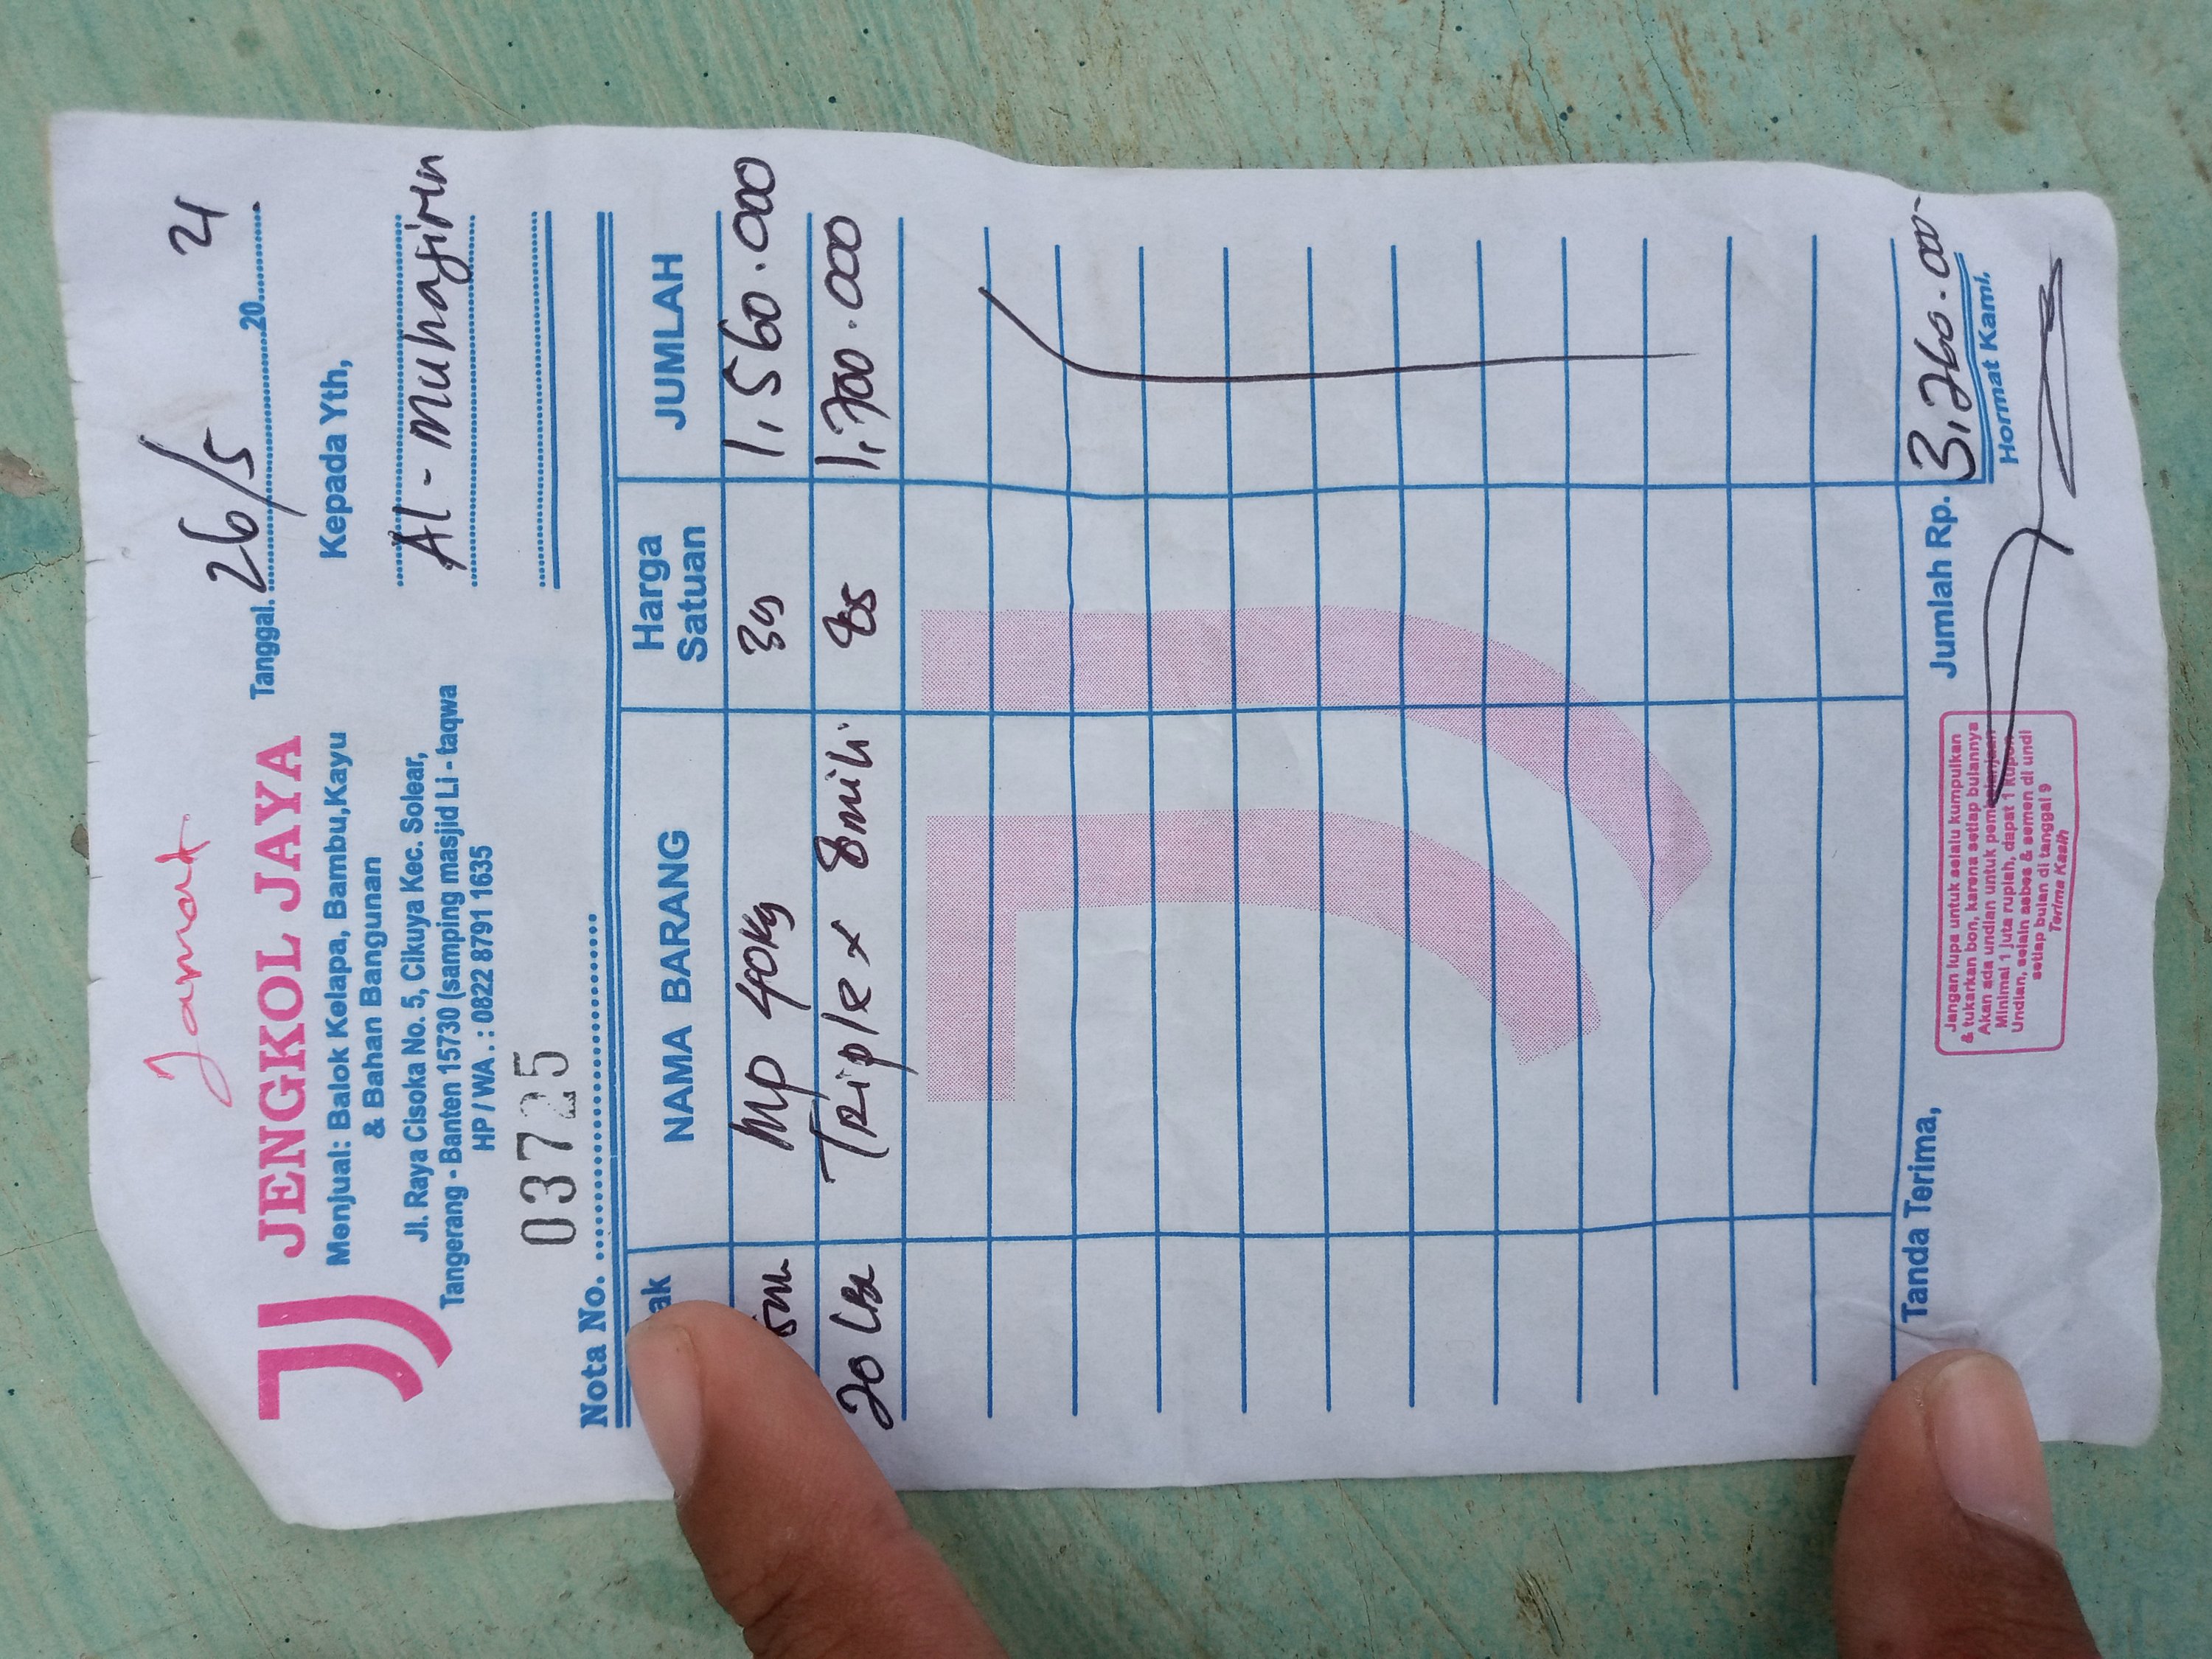 Jamat
JENGKOL JAYA
Menjual: Balok Kelapa, Bambu,Kayu
& Bahan Bangunan
Jl. Raya Cisoka No. 5, Cikuya Kec. Solear,
Tangerang - Banten 15730 (samping masjid Li - taqwa
HP / WA . : 0822 8791 1635
03725
Nota No.
Tanggal. 26/5 20 21
Kepada Yth,
Al-Muhajirin
ak NAMA BARANG Harga Satuan JUMLAH
MP 40Kg 39 1,560.000
20 LBR Triplex 8mili 85 1,700.000
Tanda Terima, Jumlah Rp. 3,260.000
Hormat Kami,
Jangan lupa untuk selalu kumpulkan
& tukarkan bon, karena setiap bulannya
Akan ada undian untuk pembelanjaan
Minimal 1 juta rupiah, dapat 1 kupon
Undian, selain asbes & semen di undi
setiap bulan di tanggal 9
Terima Kasih